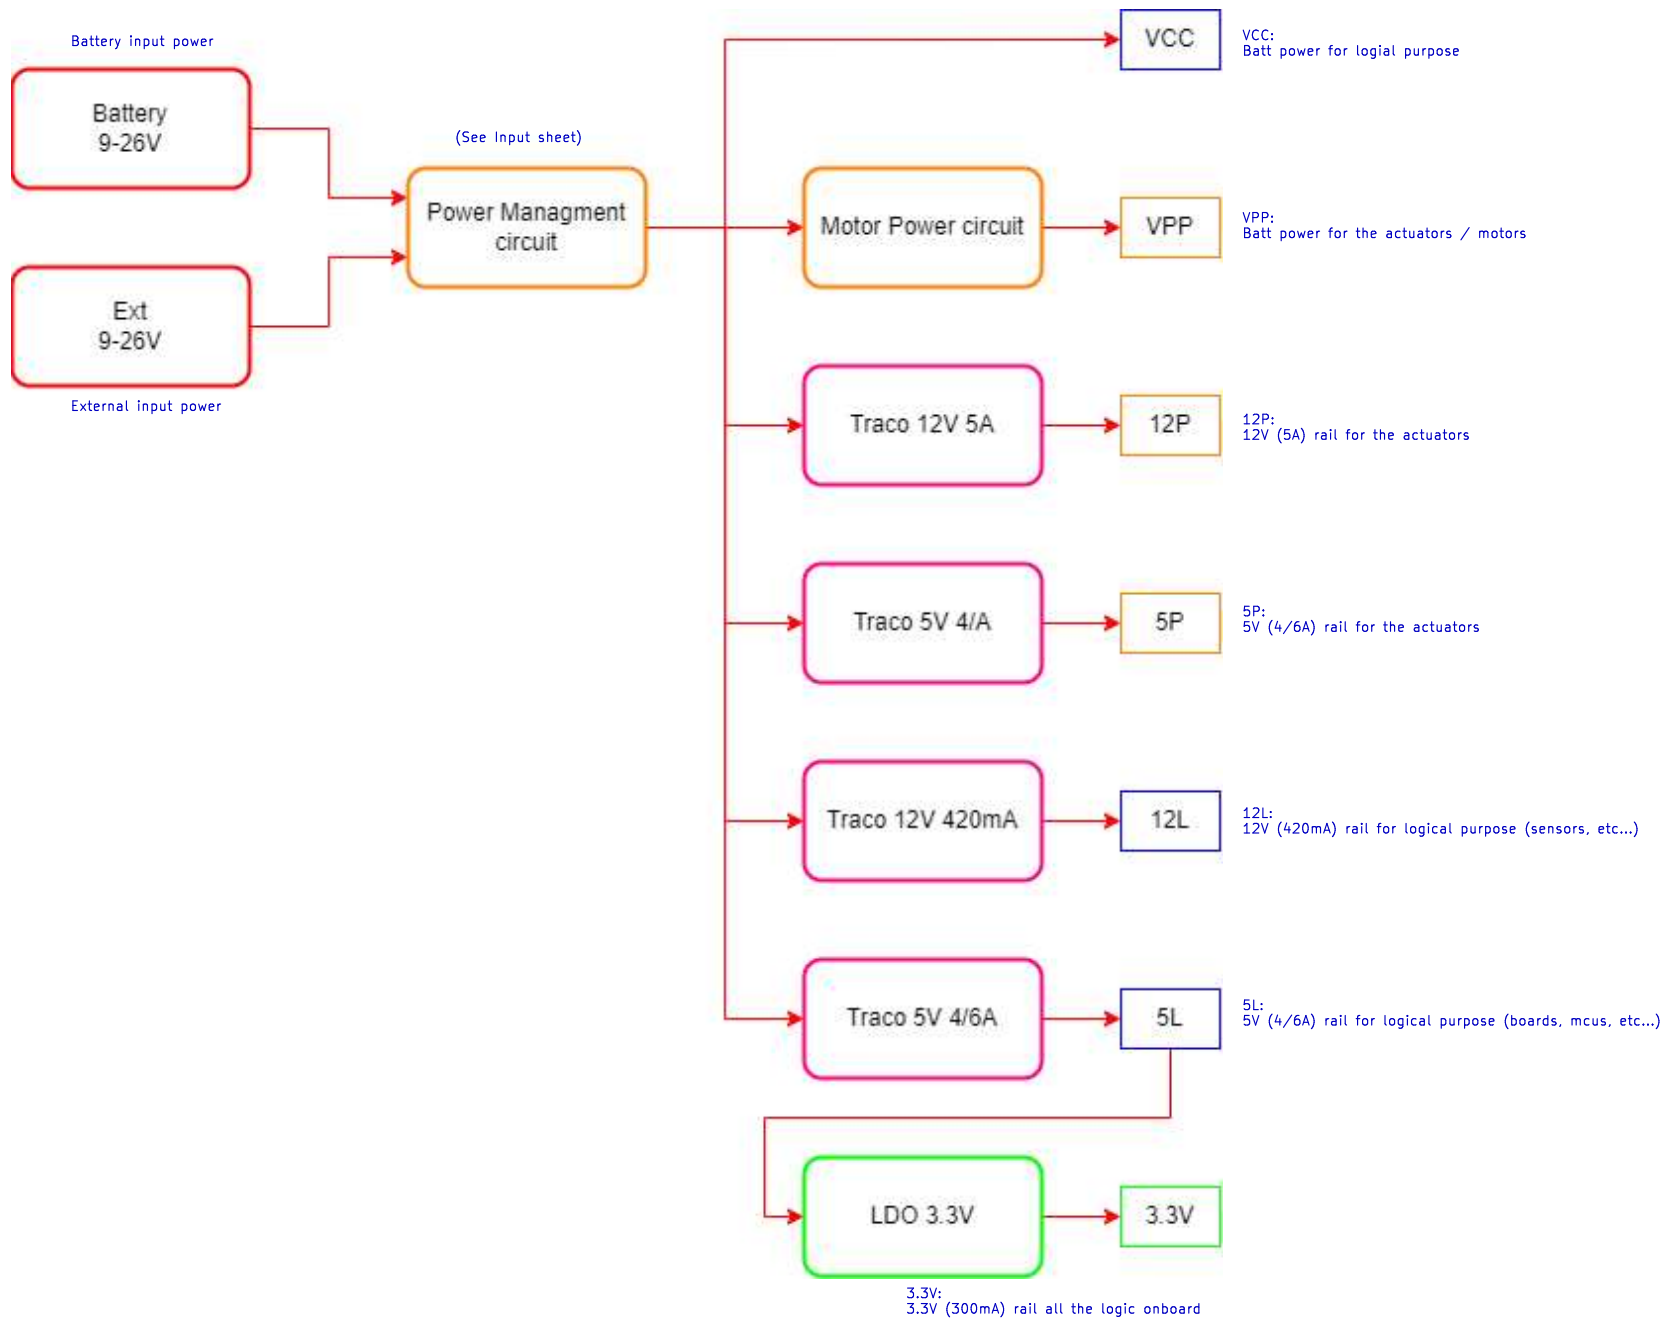 Battery input power
Battery
9-26V
Ext
9-26V
External input power
(See Input sheet)
Power Managment
circuit
VCC
VCC:
Batt power for logial purpose
Motor Power circuit
VPP
VPP:
Batt power for the actuators / motors
Traco 12V 5A
12P
12P:
12V (5A) rail for the actuators
Traco 5V 4/A
5P
5P:
5V (4/6A) rail for the actuators
Traco 12V 420mA
12L
12L:
12V (420mA) rail for logical purpose (sensors, etc...)
Traco 5V 4/6A
5L
5L:
5V (4/6A) rail for logical purpose (boards, mcus, etc...)
LDO 3.3V
3.3V
3.3V:
3.3V (300mA) rail all the logic onboard